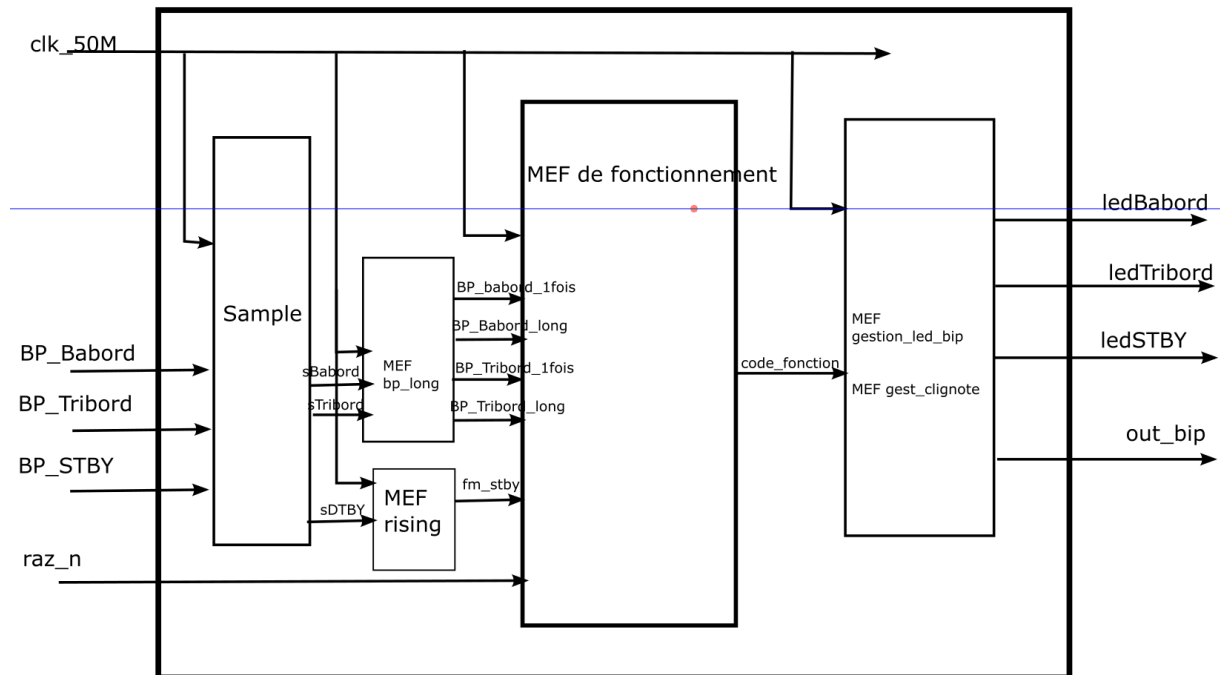 clk_50M
MEF de fonctionnement
ledBabord
ledTribord
BP_babord_1fois
Sample
MEF
gestion_led_bip
BP_Babord_long
ledSTBY
BP_Babord
MEF
bp_long
BP_Tribord_1fois
code_fonction
sBabord
MEF gest_clignote
BP_Tribord
sTribord
BP_Tribord_long
out_bip
BP_STBY
fm_stby
MEF
rising
sDTBY
raz_n